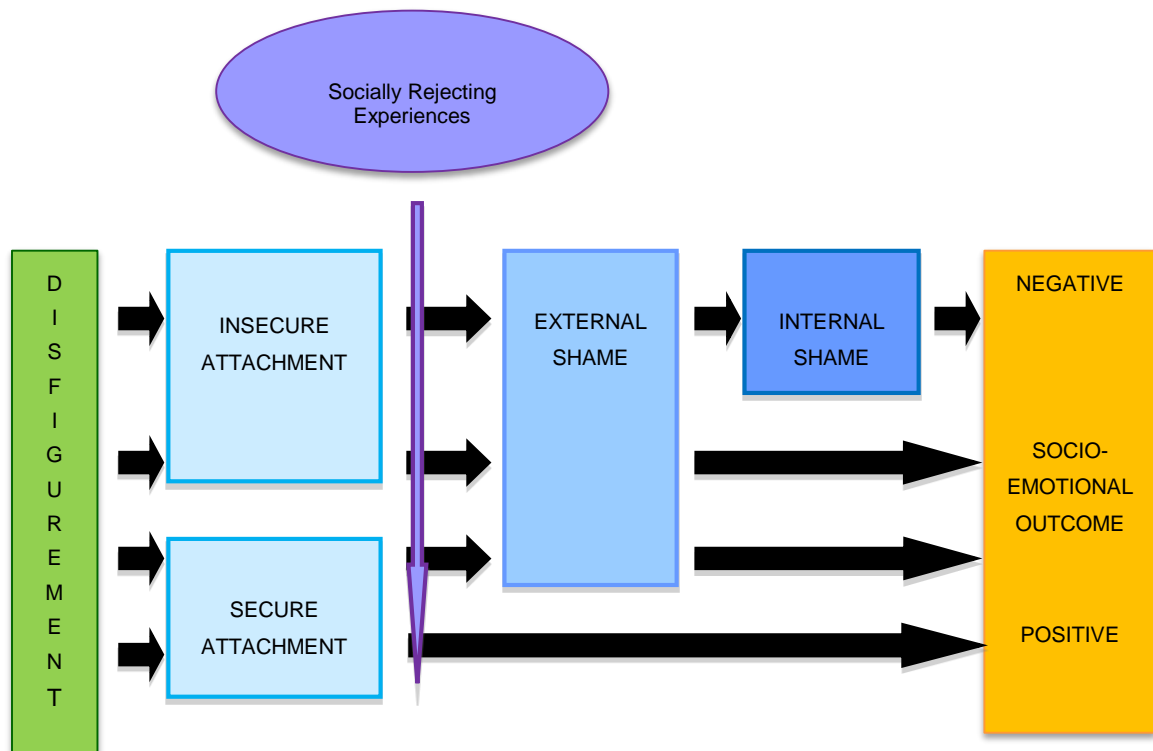 Socially Rejecting
Experiences
D
I
S
F
I
G
U
R
E
M
E
N
T
INSECURE
ATTACHMENT
SECURE
ATTACHMENT
EXTERNAL
SHAME
INTERNAL
SHAME
NEGATIVE
SOCIO-
EMOTIONAL
OUTCOME
POSITIVE